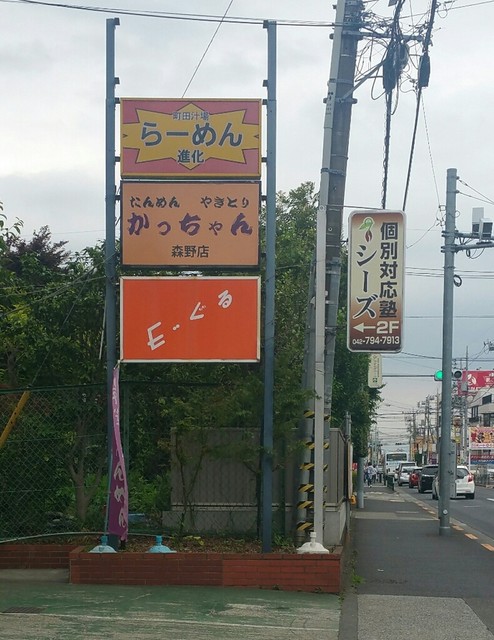 町田汁場
らーめん
進化
たんめん やきとり
かっちゃん
森野店
個別対応塾
シーズ
←2F
042-794-7913